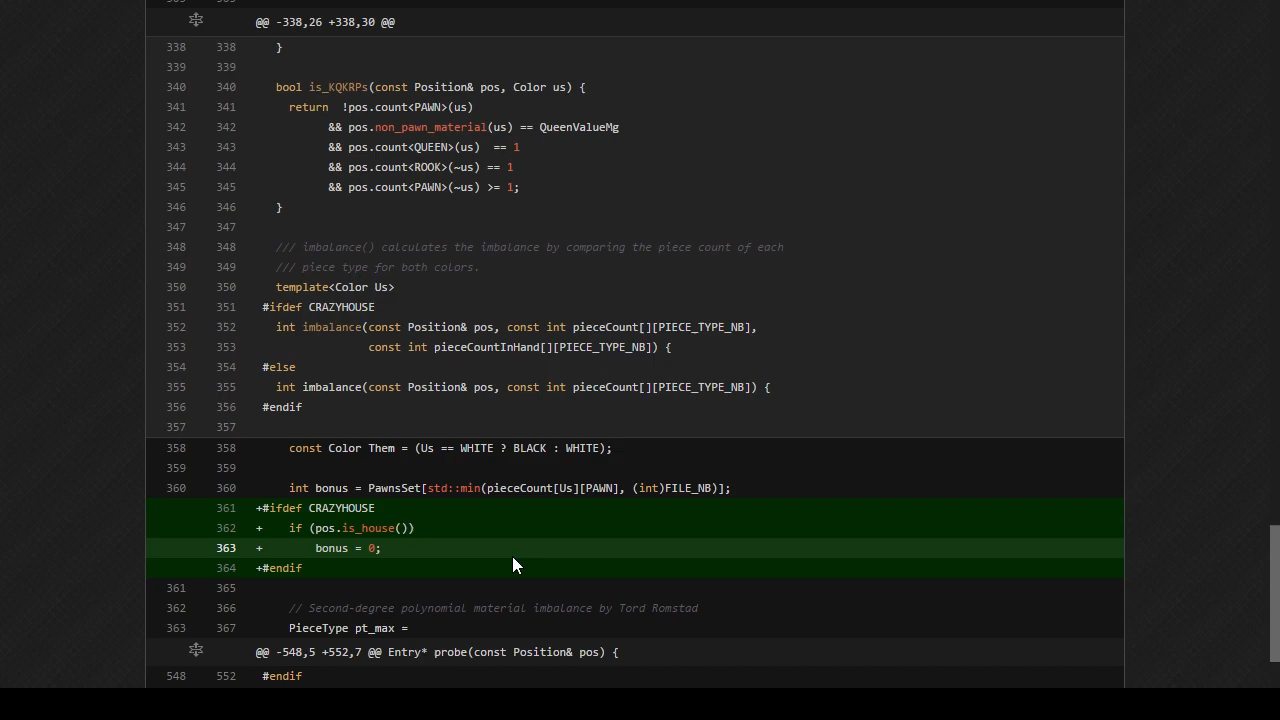 @@ -338,26 +338,30 @@
338 338 }
339 339
340 340 bool is_KQKRPs(const Position& pos, Color us) {
341 341 return !pos.count<PAWN>(us)
342 342 && pos.non_pawn_material(us) == QueenValueMg
343 343 && pos.count<QUEEN>(us) == 1
344 344 && pos.count<ROOK>(~us) == 1
345 345 && pos.count<PAWN>(~us) >= 1;
346 346 }
347 347
348 348 /// imbalance() calculates the imbalance by comparing the piece count of each
349 349 /// piece type for both colors.
350 350 template<Color Us>
351 351 #ifdef CRAZYHOUSE
352 352 int imbalance(const Position& pos, const int pieceCount[][PIECE_TYPE_NB],
353 353 const int pieceCountInHand[][PIECE_TYPE_NB]) {
354 354 #else
355 355 int imbalance(const Position& pos, const int pieceCount[][PIECE_TYPE_NB]) {
356 356 #endif
357 357
358 358 const Color Them = (Us == WHITE ? BLACK : WHITE);
359 359
360 360 int bonus = PawnsSet[std::min(pieceCount[Us][PAWN], (int)FILE_NB)];
361 +#ifdef CRAZYHOUSE
362 + if (pos.is_house())
363 + bonus = 0;
364 +#endif
361 365
362 366 // Second-degree polynomial material imbalance by Tord Romstad
363 367 PieceType pt_max =
@@ -548,5 +552,7 @@ Entry* probe(const Position& pos) {
548 552 #endif